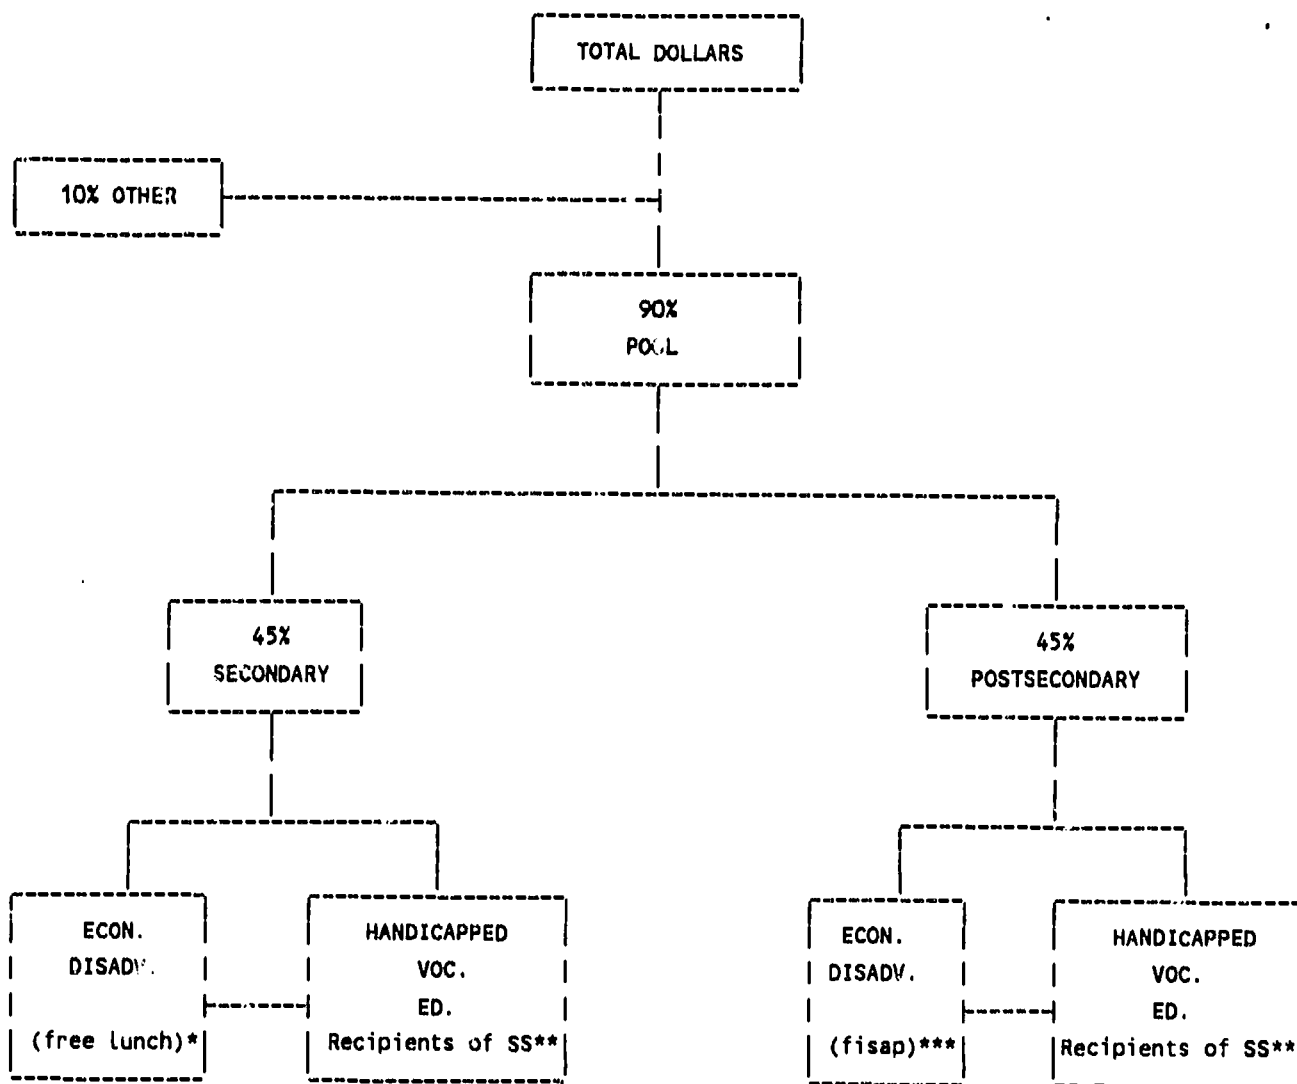 TOTAL DOLLARS
10% OTHER
90%
POOL
45%
SECONDARY
45%
POSTSECONDARY
ECON.
DISADV.
(free lunch)*
HANDICAPPED
VOC.
ED.
Recipients of SS**
ECON.
DISADV.
(fisap)***
HANDICAPPED
VOC.
ED.
Recipients of SS**